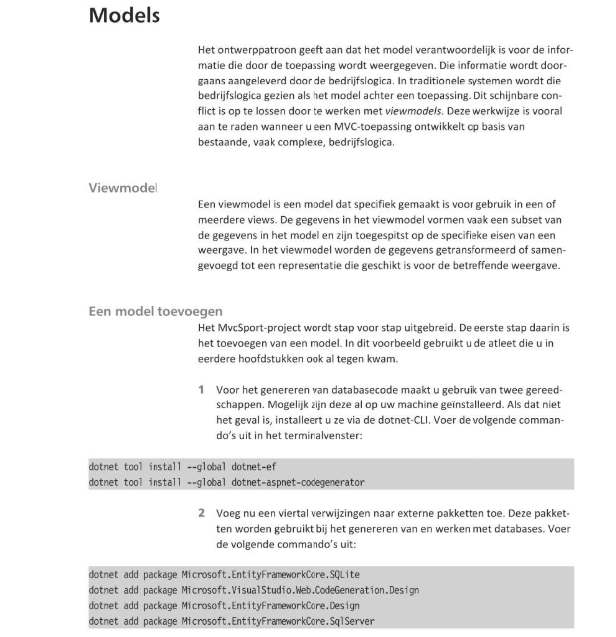 Models
Het ontwerppatroon geeft aan dat het model verantwoordelijk is voor de infor-
matie die door de toepassing wordt weergegeven. Die informatie wordt door-
gaans aangeleverd door de bedrijfslogica. In traditionele systemen wordt die
bedrijfslogica gezien als het model achter een toepassing. Dit schijnbare con-
flict is op te lossen door te werken met viewmodels. Deze werkwijze is vooral
aan te raden wanneer u een MVC-toepassing ontwikkelt op basis van
bestaande, vaak complexe, bedrijfslogica.
Viewmodel
Een viewmodel is een model dat specifiek gemaakt is voor gebruik in een of
meerdere views. De gegevens in het viewmodel vormen vaak een subset van
de gegevens in het model en zijn toegespitst op de specifieke eisen van een
weergave. In het viewmodel worden de gegevens getransformeerd of samen-
gevoegd tot een representatie die geschikt is voor de betreffende weergave.
Een model toevoegen
Het MvcSport-project wordt stap voor stap uitgebreid. De eerste stap daarin is
het toevoegen van een model. In dit voorbeeld gebruikt u de atleet die u in
eerdere hoofdstukken ook al tegen kwam.
1 Voor het genereren van databasecode maakt u gebruik van twee gereed-
schappen. Mogelijk zijn deze al op uw machine geïnstalleerd. Als dat niet
het geval is, installeert u ze via de dotnet-CLI. Voer de volgende comman-
do's uit in het terminalvenster:
dotnet tool install --global dotnet-ef
dotnet tool install --global dotnet-aspnet-codegenerator
2 Voeg nu een viertal verwijzingen naar externe pakketten toe. Deze pakket-
ten worden gebruikt bij het genereren van en werken met databases. Voer
de volgende commando's uit:
dotnet add package Microsoft.EntityFrameworkCore.SQLite
dotnet add package Microsoft.VisualStudio.Web.CodeGeneration.Design
dotnet add package Microsoft.EntityFrameworkCore.Design
dotnet add package Microsoft.EntityFrameworkCore.SqlServer